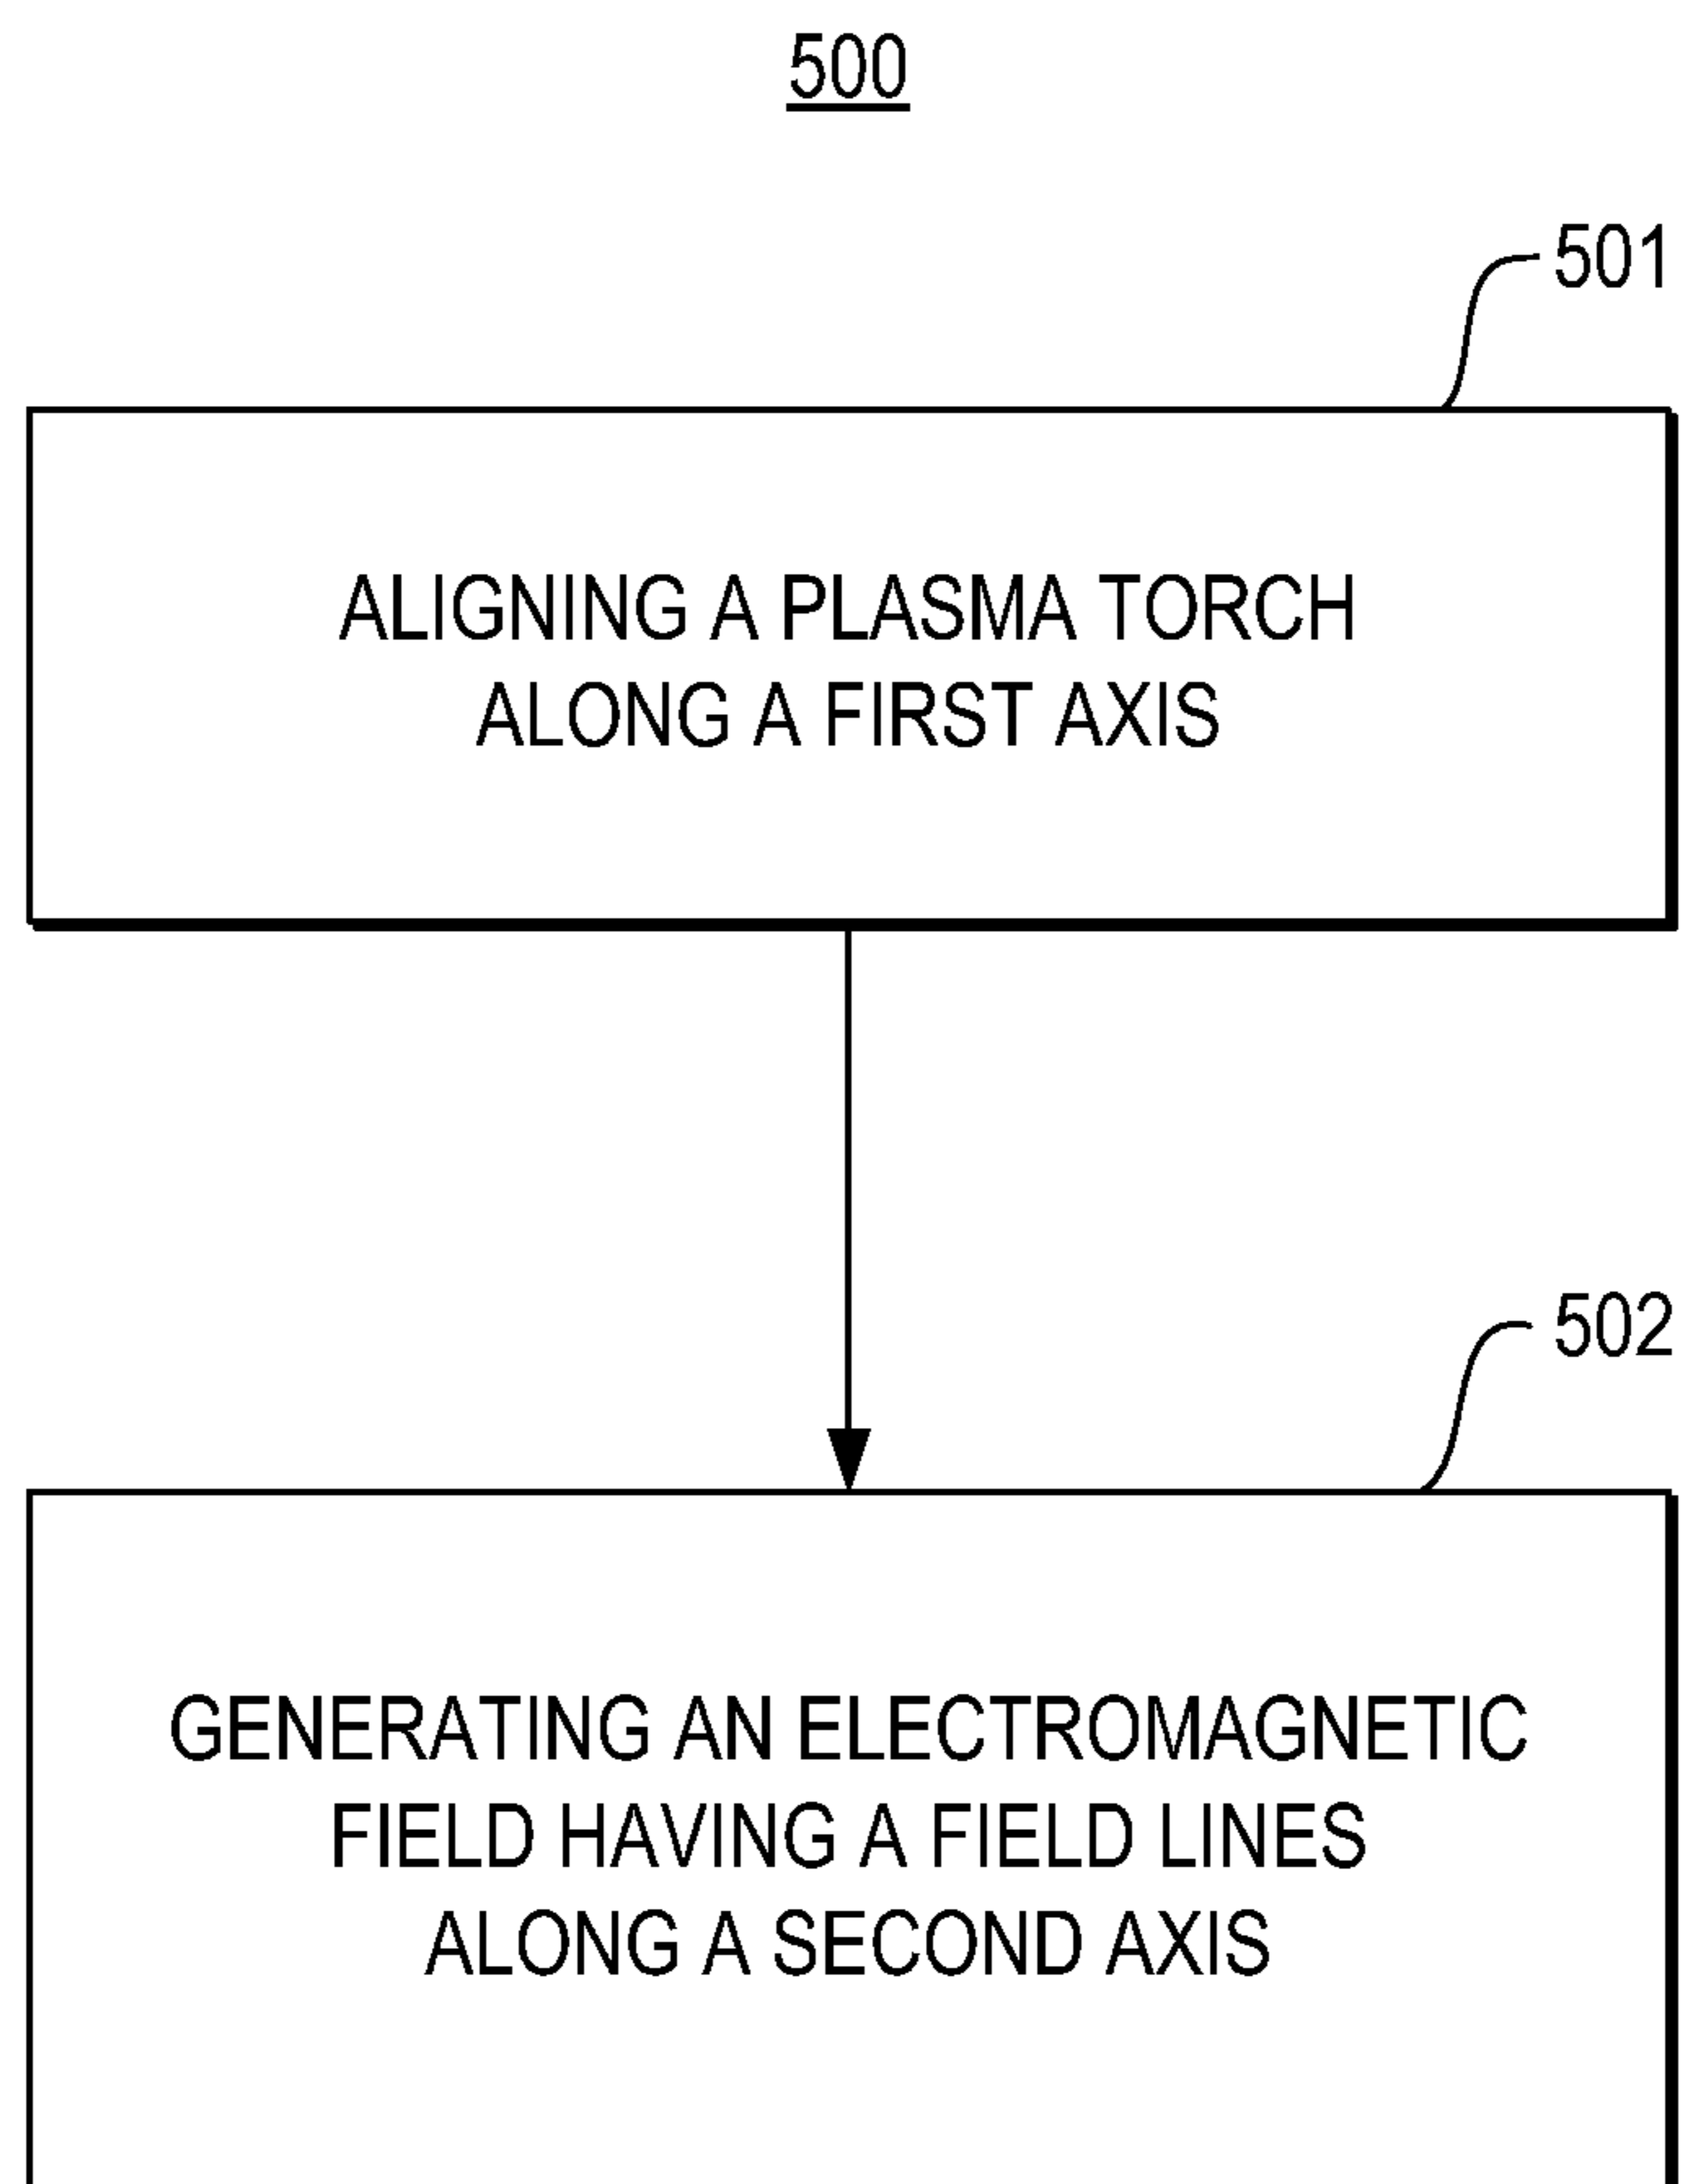 500
501
ALIGNING A PLASMA TORCH
ALONG A FIRST AXIS
502
GENERATING AN ELECTROMAGNETIC
FIELD HAVING A FIELD LINES
ALONG A SECOND AXIS